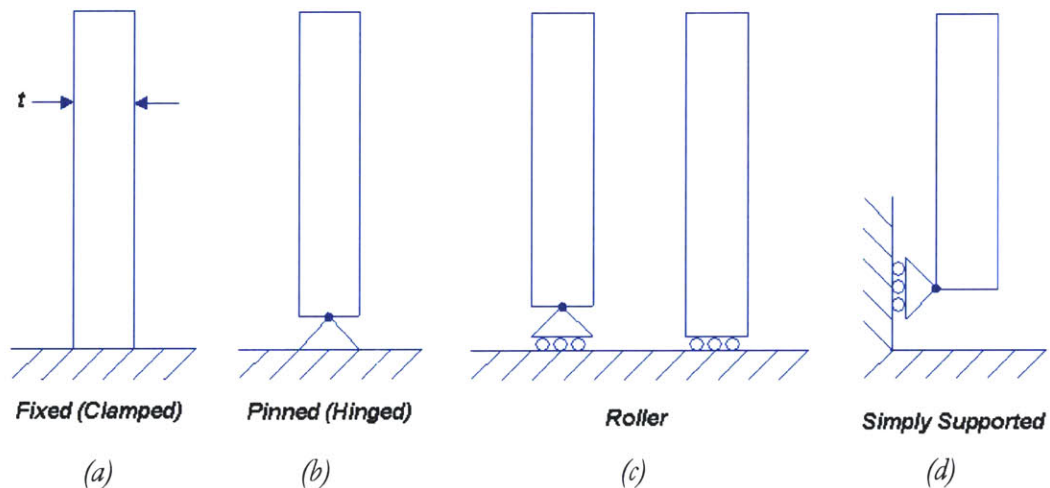 t
Fixed (Clamped)
Pinned (Hinged)
Roller
Simply Supported
(a)
(b)
(c)
(d)